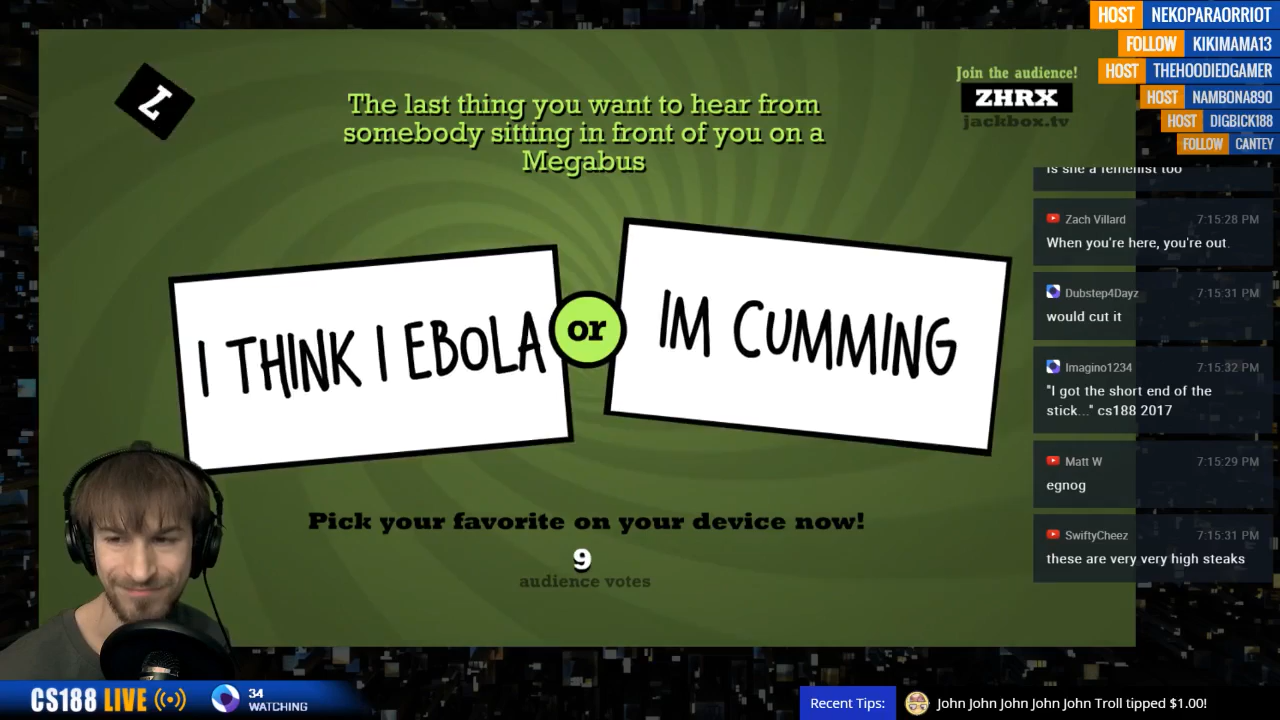 HOST NEKOPARAORRIOT
FOLLOW KIKIMAMA13
HOST THEHOODIEDGAMER
HOST NAMBONA890
HOST DIGBICK188
FOLLOW CANTEY
The last thing you want to hear from
somebody sitting in front of you on a
Megabus
Join the audience!
ZHRX
jackbox.tv
I THINK I EBOLA
or
IM CUMMING
Pick your favorite on your device now!
9
audience votes
is she a femenist too
Zach Villard 7:15:28 PM
When you're here, you're out.
Dubstep4Dayz 7:15:31 PM
would cut it
Imagino1234 7:15:32 PM
"I got the short end of the
stick..." cs188 2017
Matt W 7:15:29 PM
egnog
SwiftyCheez 7:15:31 PM
these are very very high steaks
CS188 LIVE
34
WATCHING
Recent Tips: John John John John John Troll tipped $1.00!